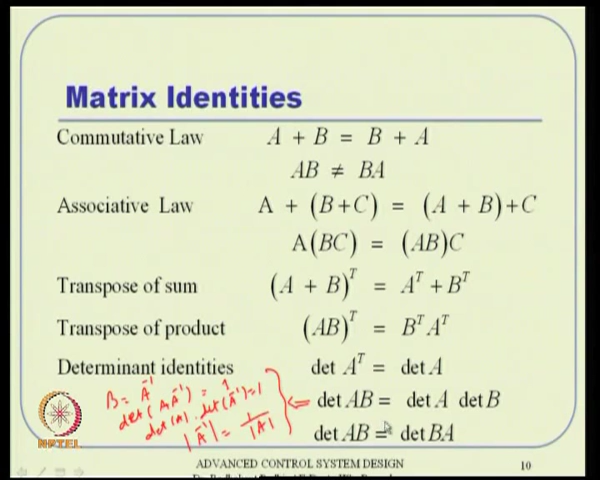 Matrix Identities
Commutative Law A + B = B + A
AB ≠ BA
Associative Law A + (B+C) = (A + B)+C
A(BC) = (AB)C
Transpose of sum (A + B)^T = A^T + B^T
Transpose of product (AB)^T = B^T A^T
Determinant identities det A^T = det A
B = A^-1
det (A, A^-1) = 1
det(A) . det(A^-1) = 1
|A^-1| = 1/|A|
⇐ det AB = det A det B
det AB = det BA
NPTEL
ADVANCED CONTROL SYSTEM DESIGN 10